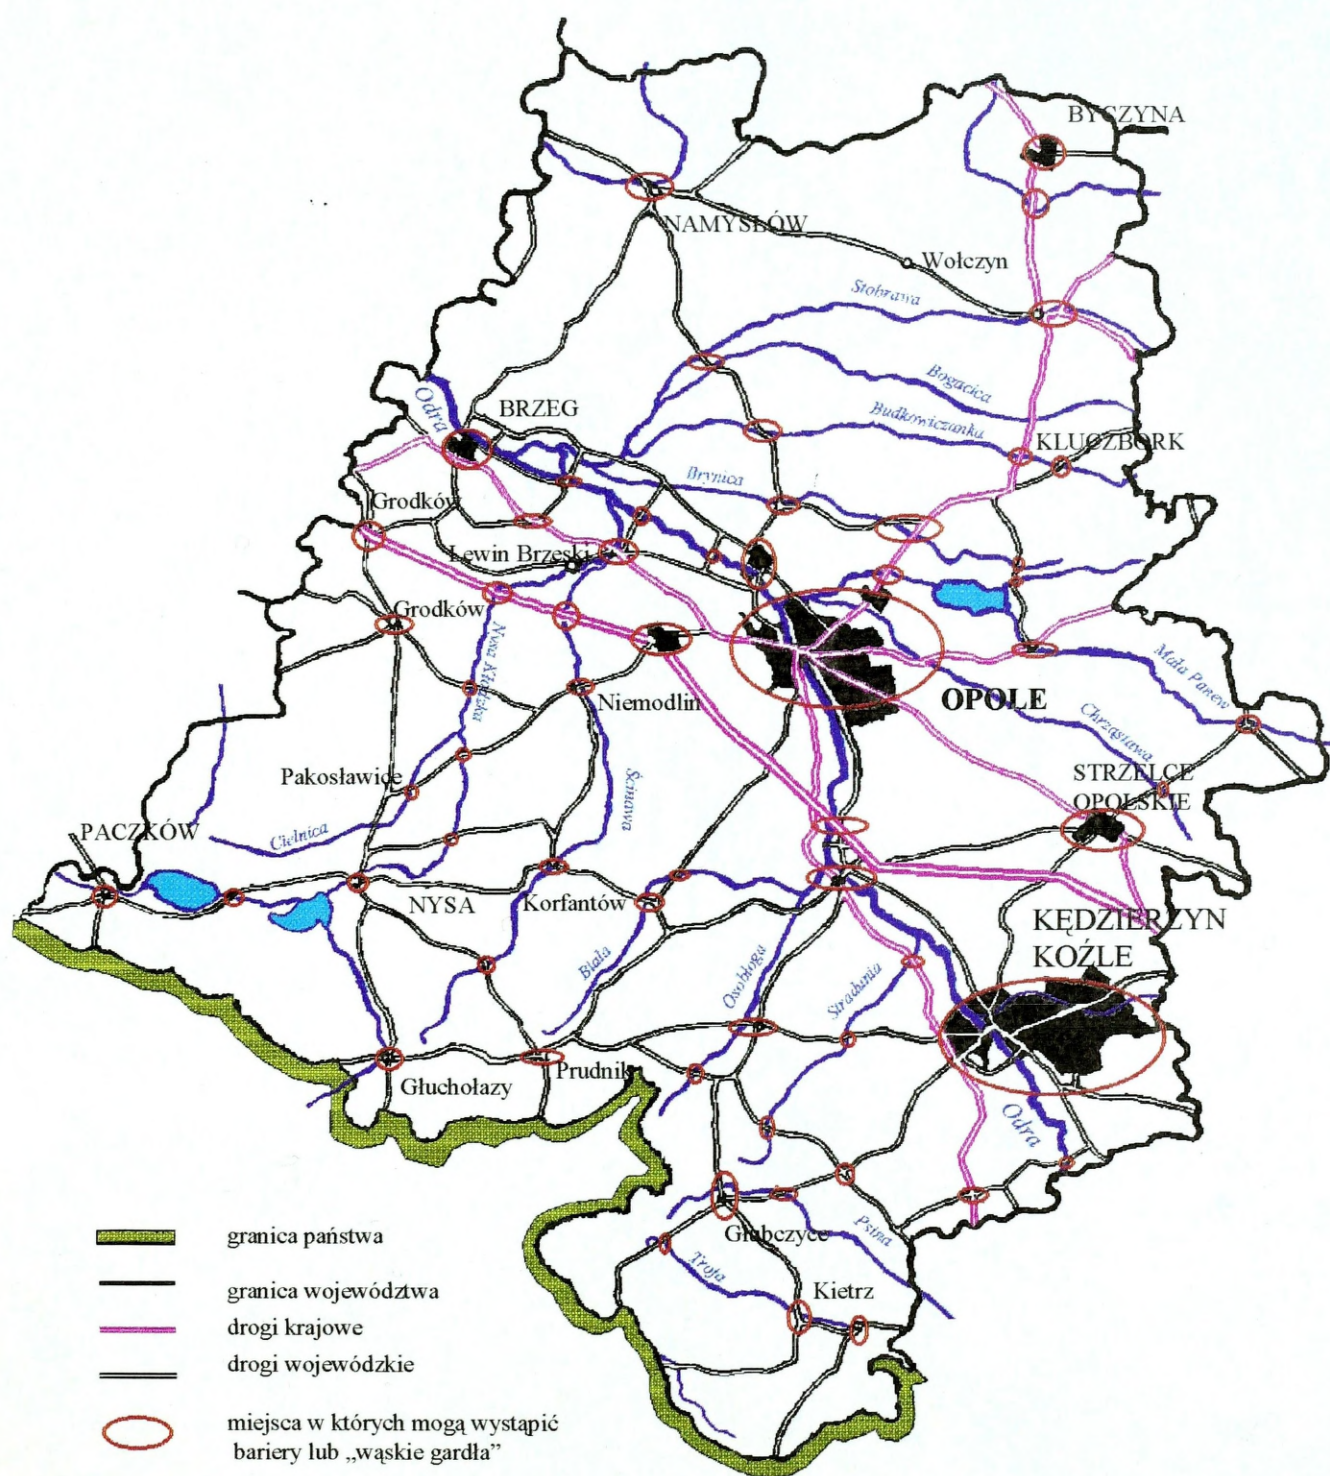 BYCZYNA
NAMYSŁÓW
Wołczyn
Stobrawa
Bogacica
Odra
BRZEG
Budkowiczanka
KLUCZBORK
Brynica
Grodków
Lewin Brzeski
Grodków
Nysa Kłodzka
Mała Panew
Niemodlin
OPOLE
Chrząstawa
Pakosławice
Ścinawa
STRZELCE
OPOLSKIE
PACZKÓW
Cielnica
NYSA
Korfantów
KĘDZIERZYN
KOŹLE
Biała
Osobłoga
Stradunia
Głuchołazy
Prudnik
Odra
Głubczyce
Psina
Troja
Kietrz
granica państwa
granica województwa
drogi krajowe
drogi wojewódzkie
miejsca w których mogą wystąpić
bariery lub „wąskie gardła”